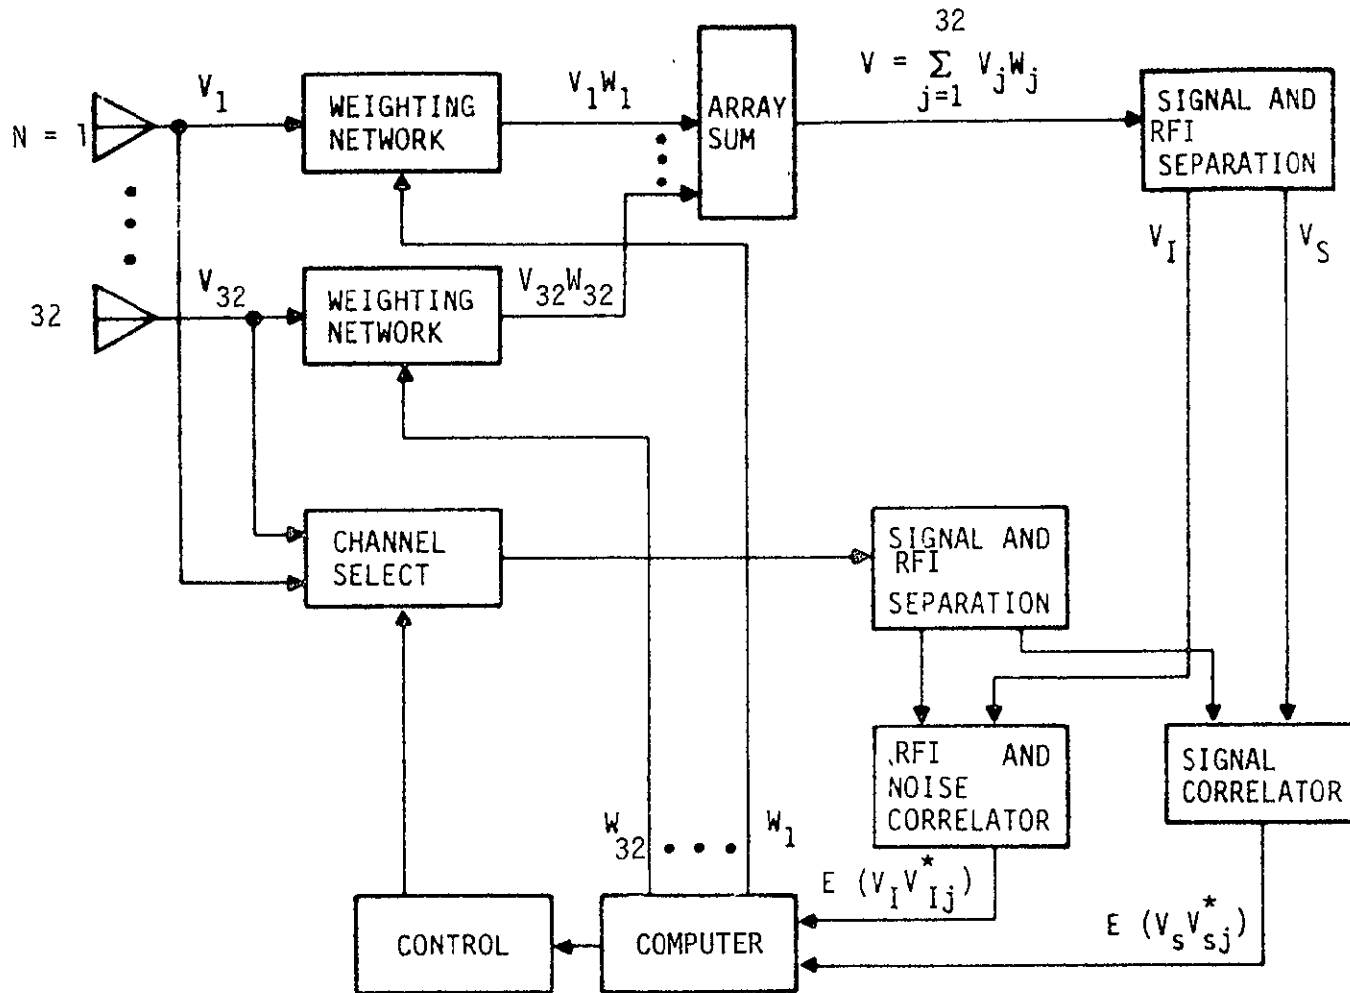 32
V = ∑ V_j W_j
j=1
V_1
WEIGHTING
NETWORK
V_1 W_1
ARRAY
SUM
SIGNAL AND
RFI
SEPARATION
N = 1
V_I
V_S
V_32
WEIGHTING
NETWORK
V_32 W_32
32
CHANNEL
SELECT
SIGNAL AND
RFI
SEPARATION
RFI AND
NOISE
CORRELATOR
SIGNAL
CORRELATOR
W_32 • • • W_1
E (V_I V*_Ij)
E (V_s V*_sj)
CONTROL
COMPUTER